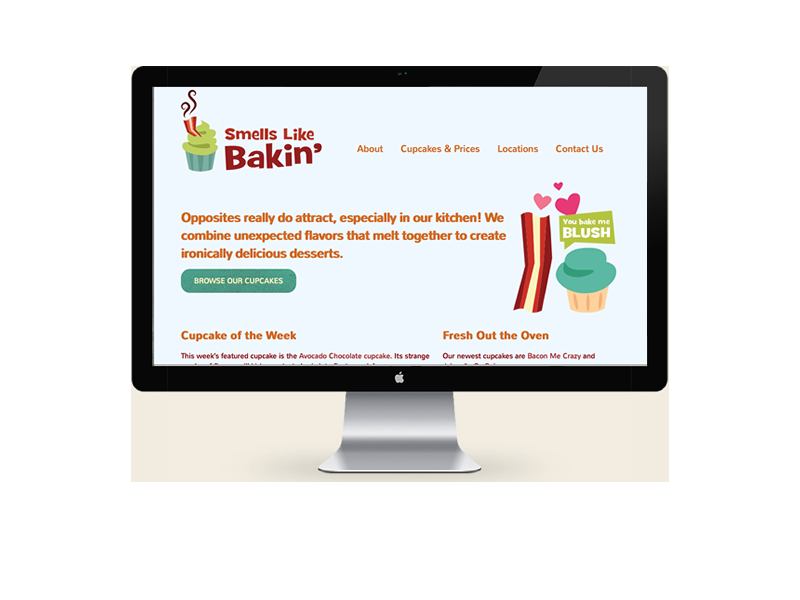 Smells Like
Bakin'
About Cupcakes & Prices Locations Contact Us
You bake me
BLUSH
Opposites really do attract, especially in our kitchen! We
combine unexpected flavors that melt together to create
ironically delicious desserts.
BROWSE OUR CUPCAKES
Cupcake of the Week
This week's featured cupcake is the Avocado Chocolate cupcake. Its strange
Fresh Out the Oven
Our newest cupcakes are Bacon Me Crazy and